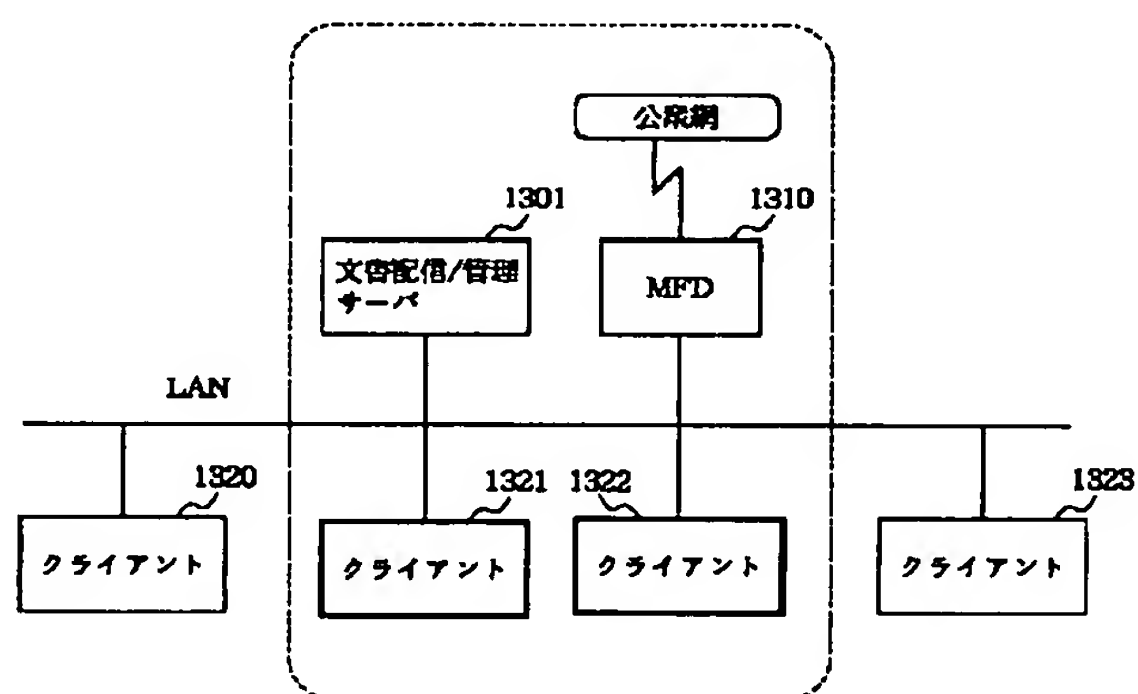 公衆網
1301
1310
文書配信/管理
サーバ
MFD
LAN
1320
1321
1322
1323
クライアント
クライアント
クライアント
クライアント